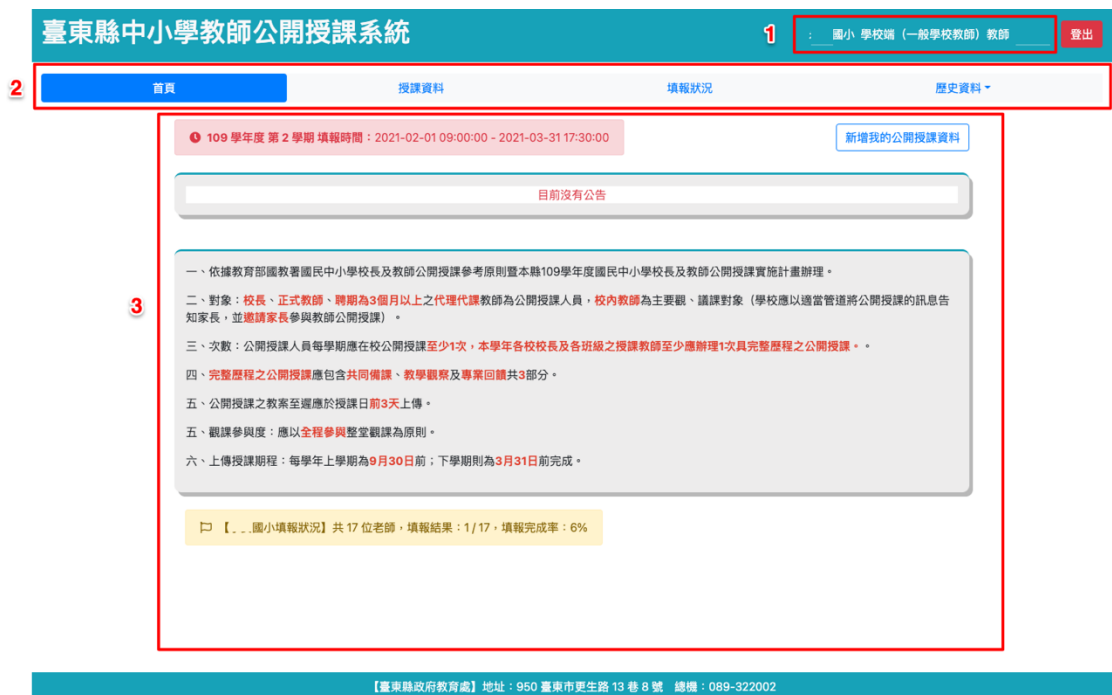 臺東縣中小學教師公開授課系統
1
: 國小 學校端（一般學校教師）教師
登出
2
首頁
授課資料
填報狀況
歷史資料
109 學年度 第 2 學期 填報時間：2021-02-01 09:00:00 - 2021-03-31 17:30:00
新增我的公開授課資料
目前沒有公告
3
一、依據教育部國教署國民中小學校長及教師公開授課參考原則暨本縣109學年度國民中小學校長及教師公開授課實施計畫辦理。
二、對象：校長、正式教師、聘期為3個月以上之代理代課教師為公開授課人員，校內教師為主要觀、議課對象（學校應以適當管道將公開授課的訊息告
知家長，並邀請家長參與教師公開授課）。
三、次數：公開授課人員每學期應在校公開授課至少1次，本學年各校校長及各班級之授課教師至少應辦理1次具完整歷程之公開授課。。
四、完整歷程之公開授課應包含共同備課、教學觀察及專業回饋共3部分。
五、公開授課之教案至遲應於授課日前3天上傳。
五、觀課參與度：應以全程參與整堂觀課為原則。
六、上傳授課期程：每學年上學期為9月30日前；下學期則為3月31日前完成。
【 國小填報狀況】共 17 位老師，填報結果：1 / 17，填報完成率：6%
【臺東縣政府教育處】地址：950 臺東市更生路 13 巷 8 號 總機：089-322002